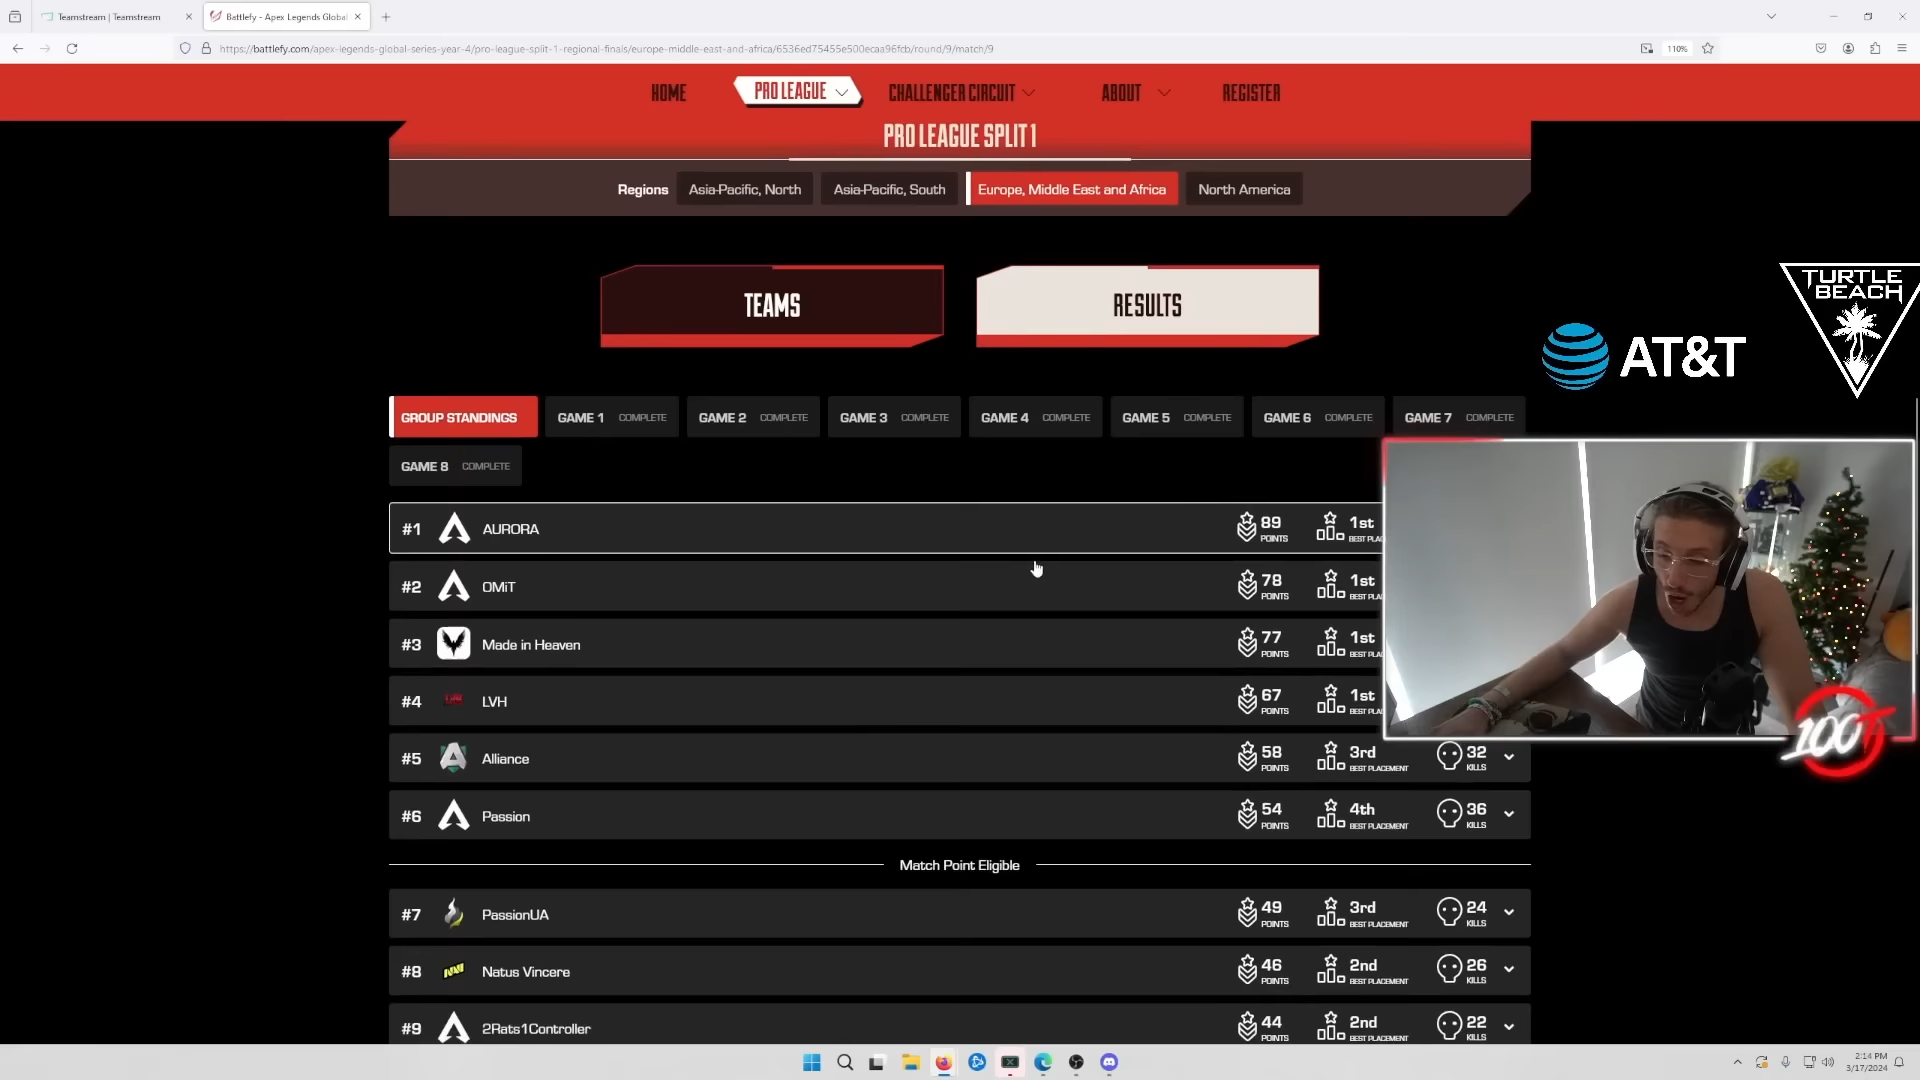 Teamstream | Teamstream
Battlefy - Apex Legends Global
https://battlefy.com/apex-legends-global-series-year-4/pro-league-split-1-regional-finals/europe-middle-east-and-africa/6536ed75455e500ecaa96fcb/round/9/match/9
110%
HOME
PRO LEAGUE
CHALLENGER CIRCUIT
ABOUT
REGISTER
PRO LEAGUE SPLIT 1
Regions
Asia-Pacific, North
Asia-Pacific, South
Europe, Middle East and Africa
North America
TEAMS
RESULTS
TURTLE
BEACH
AT&T
GROUP STANDINGS
GAME 1 COMPLETE
GAME 2 COMPLETE
GAME 3 COMPLETE
GAME 4 COMPLETE
GAME 5 COMPLETE
GAME 6 COMPLETE
GAME 7 COMPLETE
GAME 8 COMPLETE
#1 AURORA 89 POINTS 1st BEST PLA
#2 OMiT 78 POINTS 1st BEST PLA
#3 Made in Heaven 77 POINTS 1st BEST PLA
#4 LVH 67 POINTS 1st BEST PLA
#5 Alliance 58 POINTS 3rd BEST PLACEMENT 32 KILLS
100T
#6 Passion 54 POINTS 4th BEST PLACEMENT 36 KILLS
Match Point Eligible
#7 PassionUA 49 POINTS 3rd BEST PLACEMENT 24 KILLS
#8 Natus Vincere 46 POINTS 2nd BEST PLACEMENT 26 KILLS
#9 2Rats1Controller 44 POINTS 2nd BEST PLACEMENT 22 KILLS
2:14 PM
3/17/2024